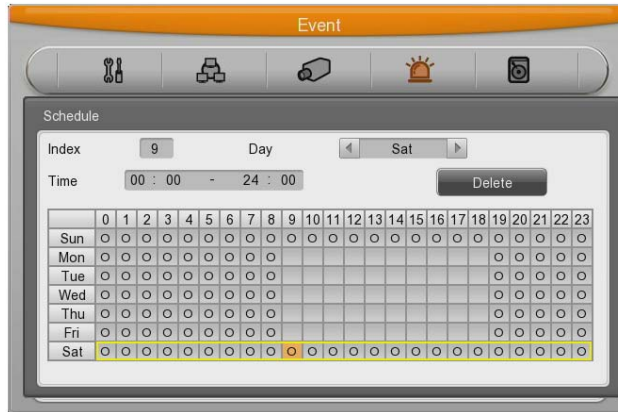 Event
Schedule
Index 9 Day Sat
Time 00 : 00 - 24 : 00 Delete
0 1 2 3 4 5 6 7 8 9 10 11 12 13 14 15 16 17 18 19 20 21 22 23
Sun O O O O O O O O O O O O O O O O O O O O O O O O
Mon O O O O O O O O O O O O O O
Tue O O O O O O O O O O O O O O
Wed O O O O O O O O O O O O O O
Thu O O O O O O O O O O O O O O
Fri O O O O O O O O O O O O O O
Sat O O O O O O O O O O O O O O O O O O O O O O O O